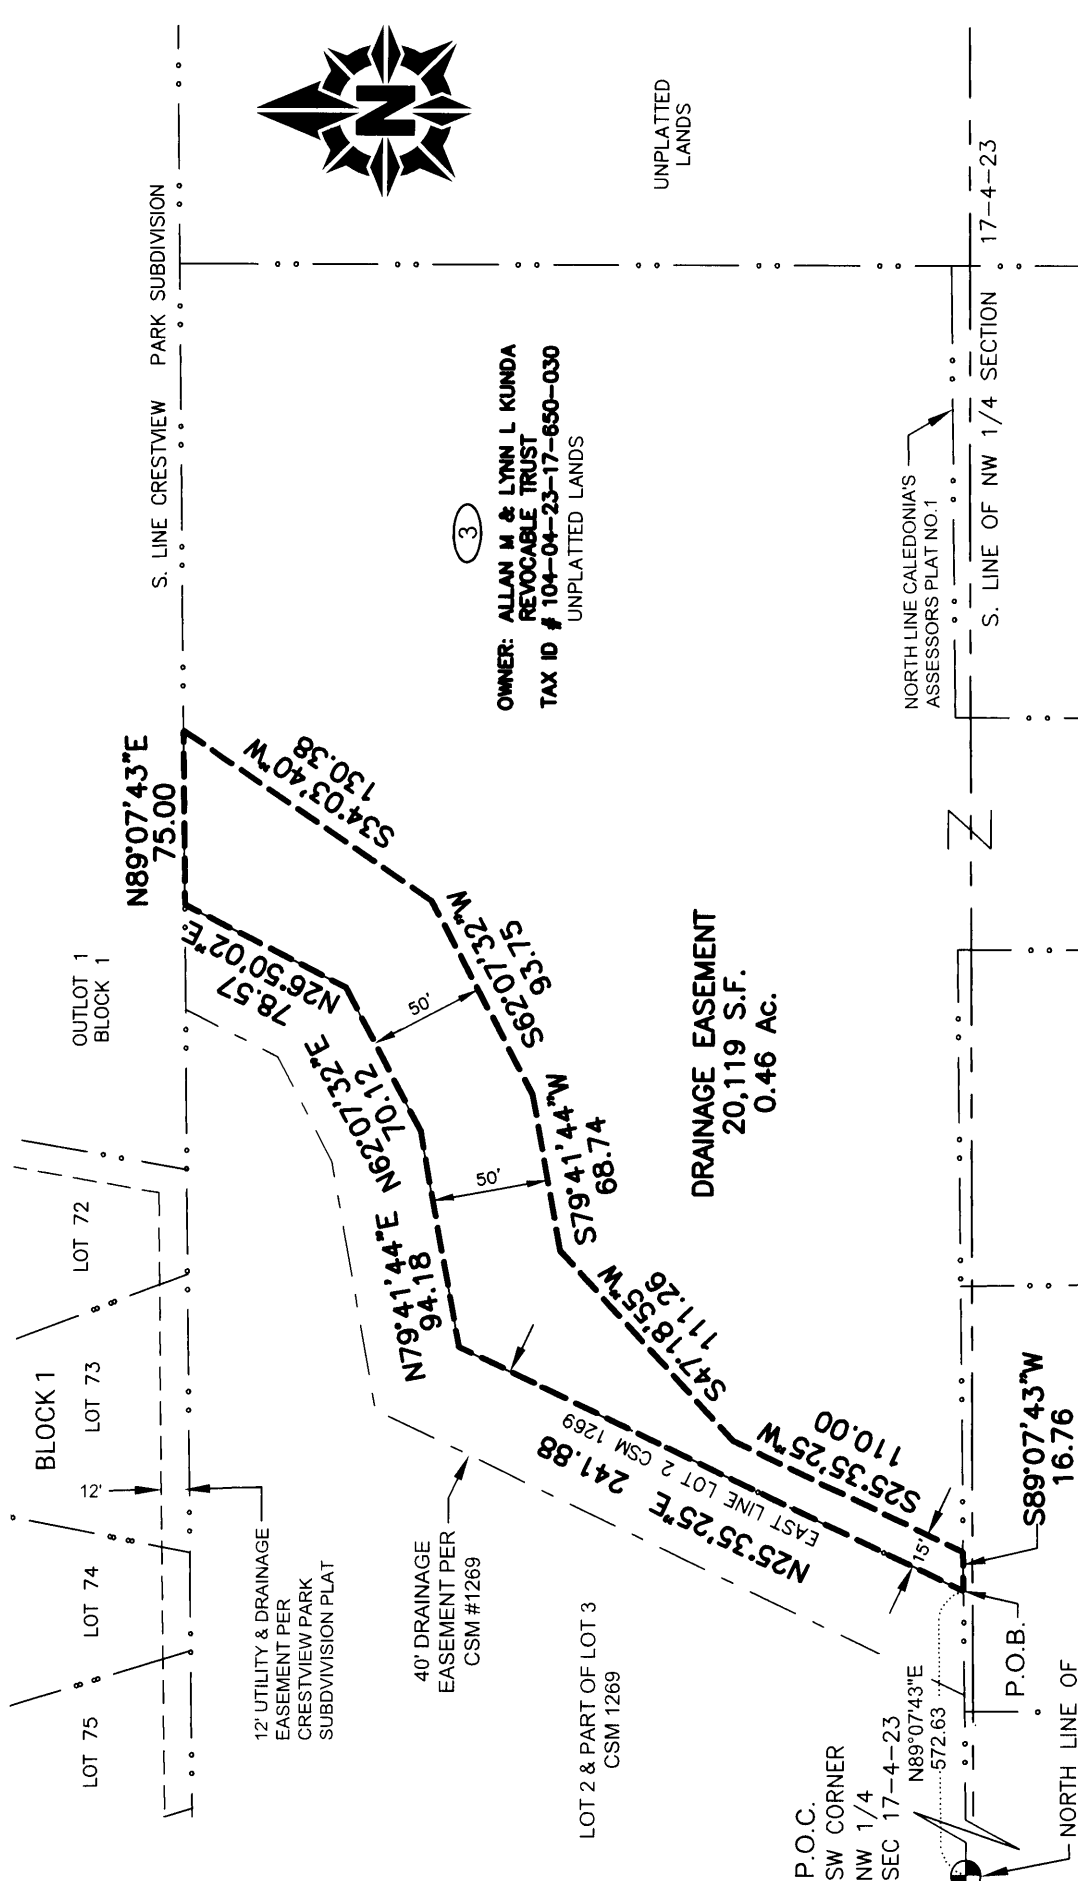 S. LINE CRESTVIEW PARK SUBDIVISION
N
UNPLATTED
LANDS
OUTLOT 1
BLOCK 1
N89°07'43"E
75.00
BLOCK 1
LOT 75
LOT 74
LOT 73
LOT 72
12'
12' UTILITY & DRAINAGE
EASEMENT PER
CRESTVIEW PARK
SUBDIVISION PLAT
N26°50'02"E
78.57
S34°03'40"W
130.38
N62°07'32"E
70.12
50'
S62°07'32"W
93.75
N79°41'44"E
94.18
50'
S79°41'44"W
68.74
3
OWNER: ALLAN M & LYNN L KUNDA
REVOCABLE TRUST
TAX ID # 104-04-23-17-650-030
UNPLATTED LANDS
40' DRAINAGE
EASEMENT PER
CSM #1269
241.88
N25°35'25"E
EAST LINE LOT 2 CSM 1269
S47°18'55"W
111.26
S25°35'25"W
110.00
15'
DRAINAGE EASEMENT
20,119 S.F.
0.46 Ac.
LOT 2 & PART OF LOT 3
CSM 1269
NORTH LINE CALEDONIA'S
ASSESSORS PLAT NO.1
S. LINE OF NW 1/4 SECTION 17-4-23
P.O.C.
SW CORNER
NW 1/4
SEC 17-4-23
N89°07'43"E
572.63
P.O.B.
S89°07'43"W
16.76
NORTH LINE OF